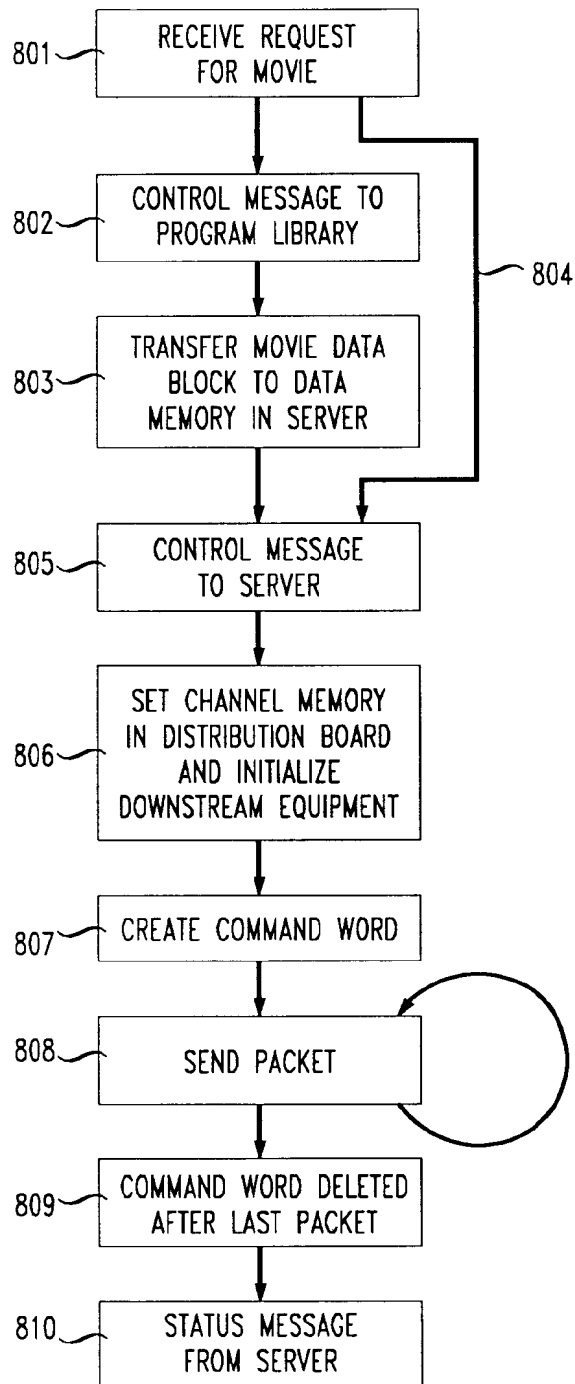 801
RECEIVE REQUEST
FOR MOVIE
802
CONTROL MESSAGE TO
PROGRAM LIBRARY
804
803
TRANSFER MOVIE DATA
BLOCK TO DATA
MEMORY IN SERVER
805
CONTROL MESSAGE
TO SERVER
806
SET CHANNEL MEMORY
IN DISTRIBUTION BOARD
AND INITIALIZE
DOWNSTREAM EQUIPMENT
807
CREATE COMMAND WORD
808
SEND PACKET
809
COMMAND WORD DELETED
AFTER LAST PACKET
810
STATUS MESSAGE
FROM SERVER